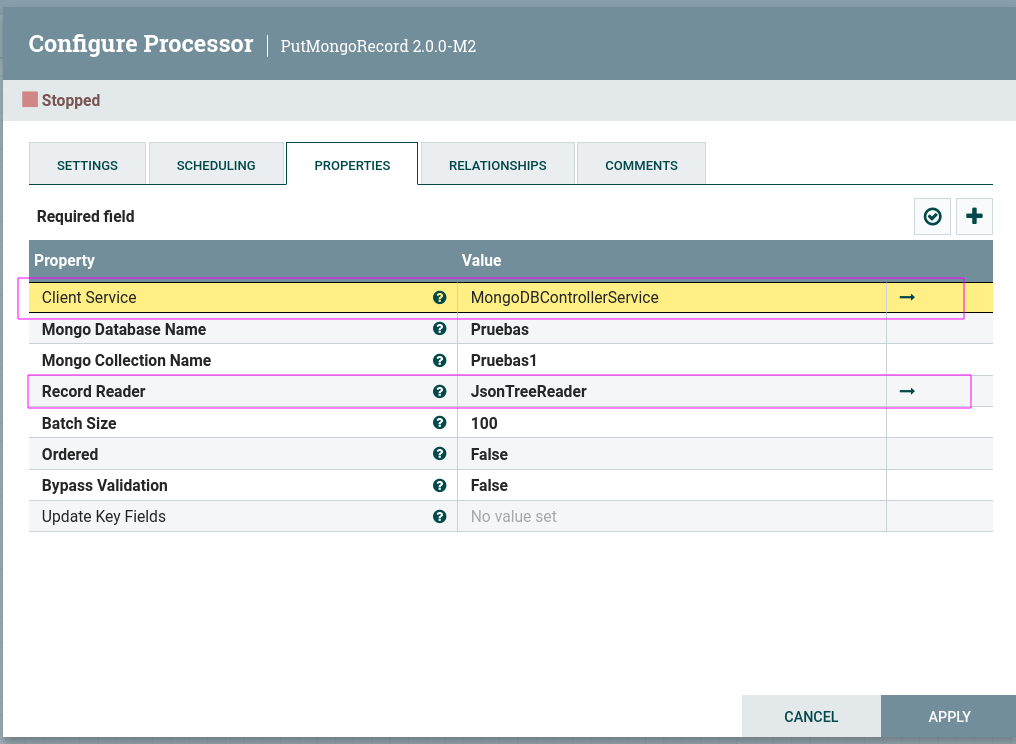 Configure Processor | PutMongoRecord 2.0.0-M2
Stopped
SETTINGS SCHEDULING PROPERTIES RELATIONSHIPS COMMENTS
Required field
Property Value
Client Service MongoDBControllerService
Mongo Database Name Pruebas
Mongo Collection Name Pruebas1
Record Reader JsonTreeReader
Batch Size 100
Ordered False
Bypass Validation False
Update Key Fields No value set
CANCEL APPLY